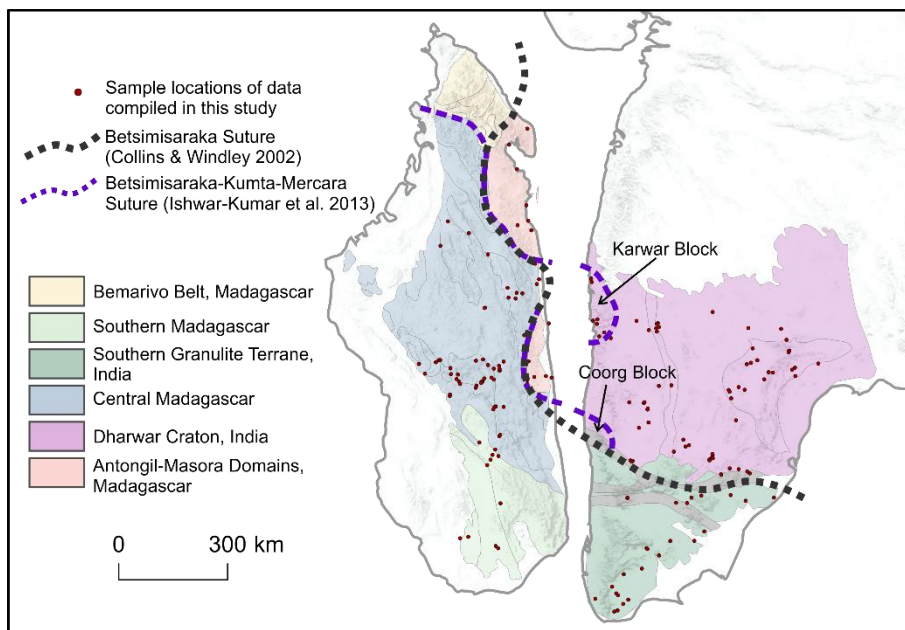 Sample locations of data
compiled in this study
Betsimisaraka Suture
(Collins & Windley 2002)
Betsimisaraka-Kumta-Mercara
Suture (Ishwar-Kumar et al. 2013)
Bemarivo Belt, Madagascar
Southern Madagascar
Southern Granulite Terrane,
India
Central Madagascar
Dharwar Craton, India
Antongil-Masora Domains,
Madagascar
0 300 km
Karwar Block
Coorg Block